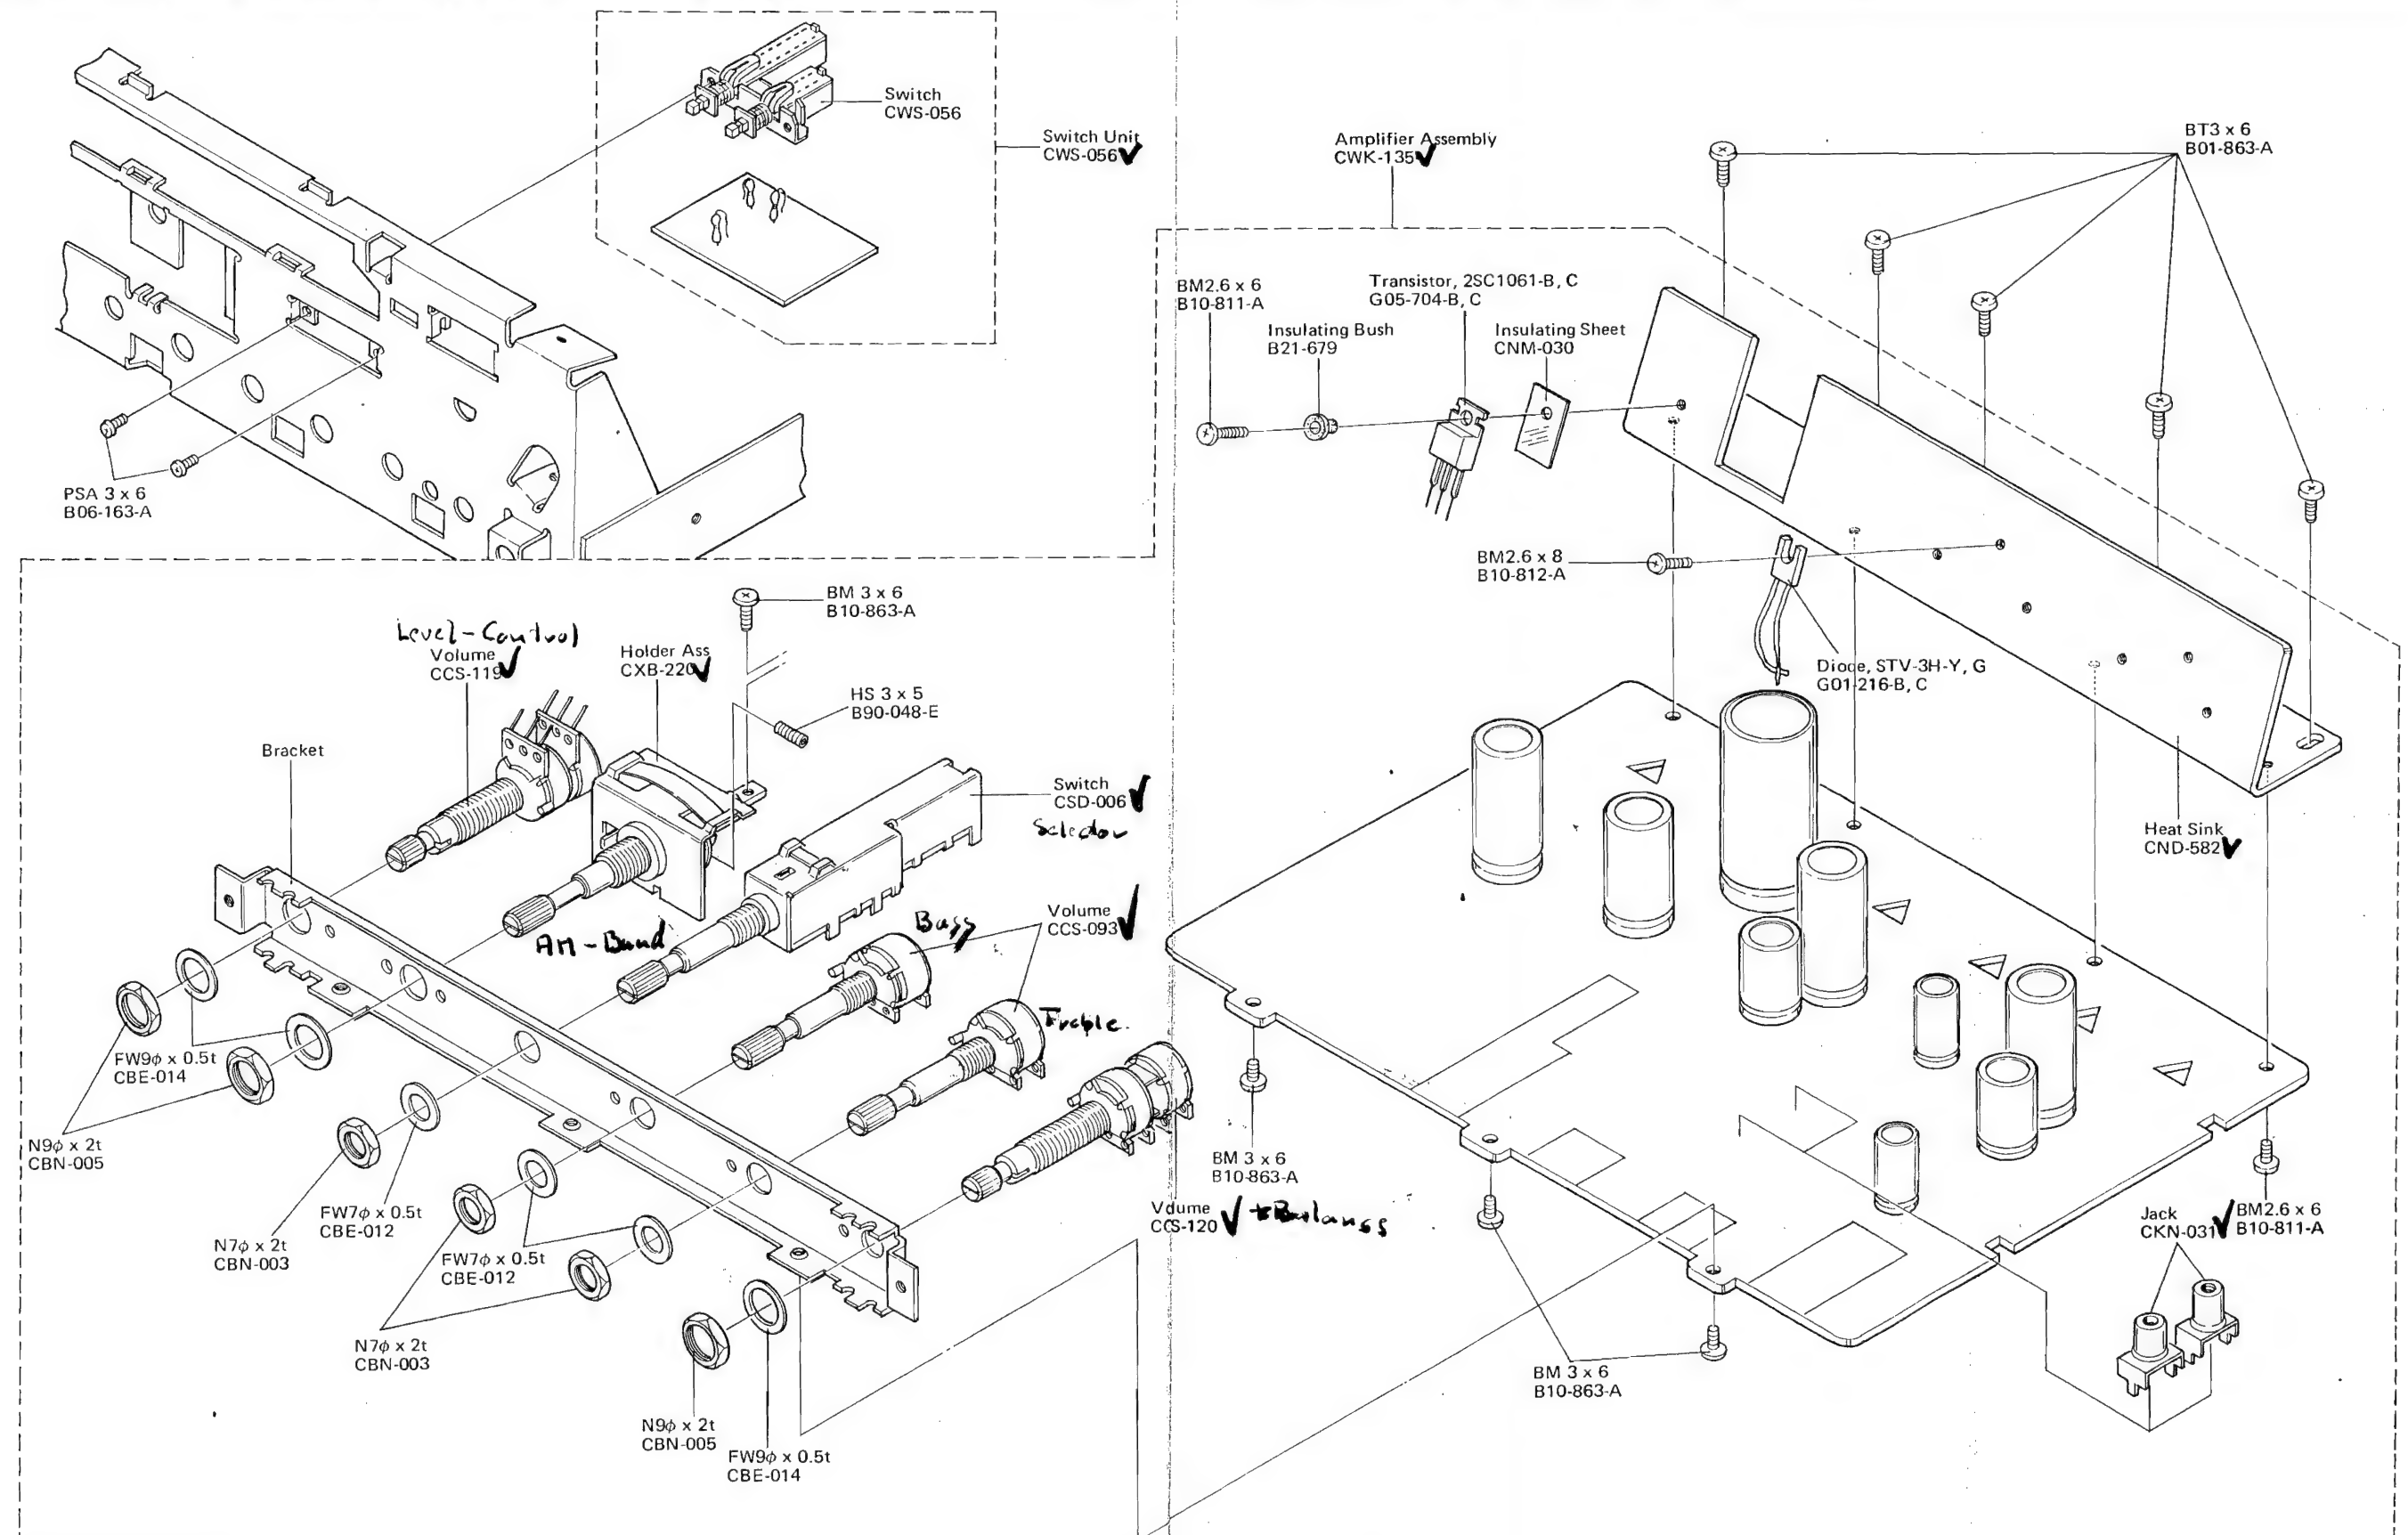 Switch
CWS-056
Switch Unit
CWS-056✓
Amplifier Assembly
CWK-135✓
BT3 x 6
B01-863-A
BM2.6 x 6
B10-811-A
Transistor, 2SC1061-B, C
G05-704-B, C
Insulating Bush
B21-679
Insulating Sheet
CNM-030
PSA 3 x 6
B06-163-A
BM2.6 x 8
B10-812-A
BM 3 x 6
B10-863-A
Level-Control
Volume
CCS-119✓
Holder Ass
CXB-220✓
HS 3 x 5
B90-048-E
Diode, STV-3H-Y, G
G01-216-B, C
Bracket
Switch
CSD-006✓
Selector
Heat Sink
CND-582✓
Volume
CCS-093✓
Bass
AM-Band
Treble.
FW9ϕ x 0.5t
CBE-014
N9ϕ x 2t
CBN-005
BM 3 x 6
B10-863-A
FW7ϕ x 0.5t
CBE-012
Volume
CCS-120✓
Jack
CKN-031✓
BM2.6 x 6
B10-811-A
N7ϕ x 2t
CBN-003
FW7ϕ x 0.5t
CBE-012
N7ϕ x 2t
CBN-003
BM 3 x 6
B10-863-A
N9ϕ x 2t
CBN-005
FW9ϕ x 0.5t
CBE-014